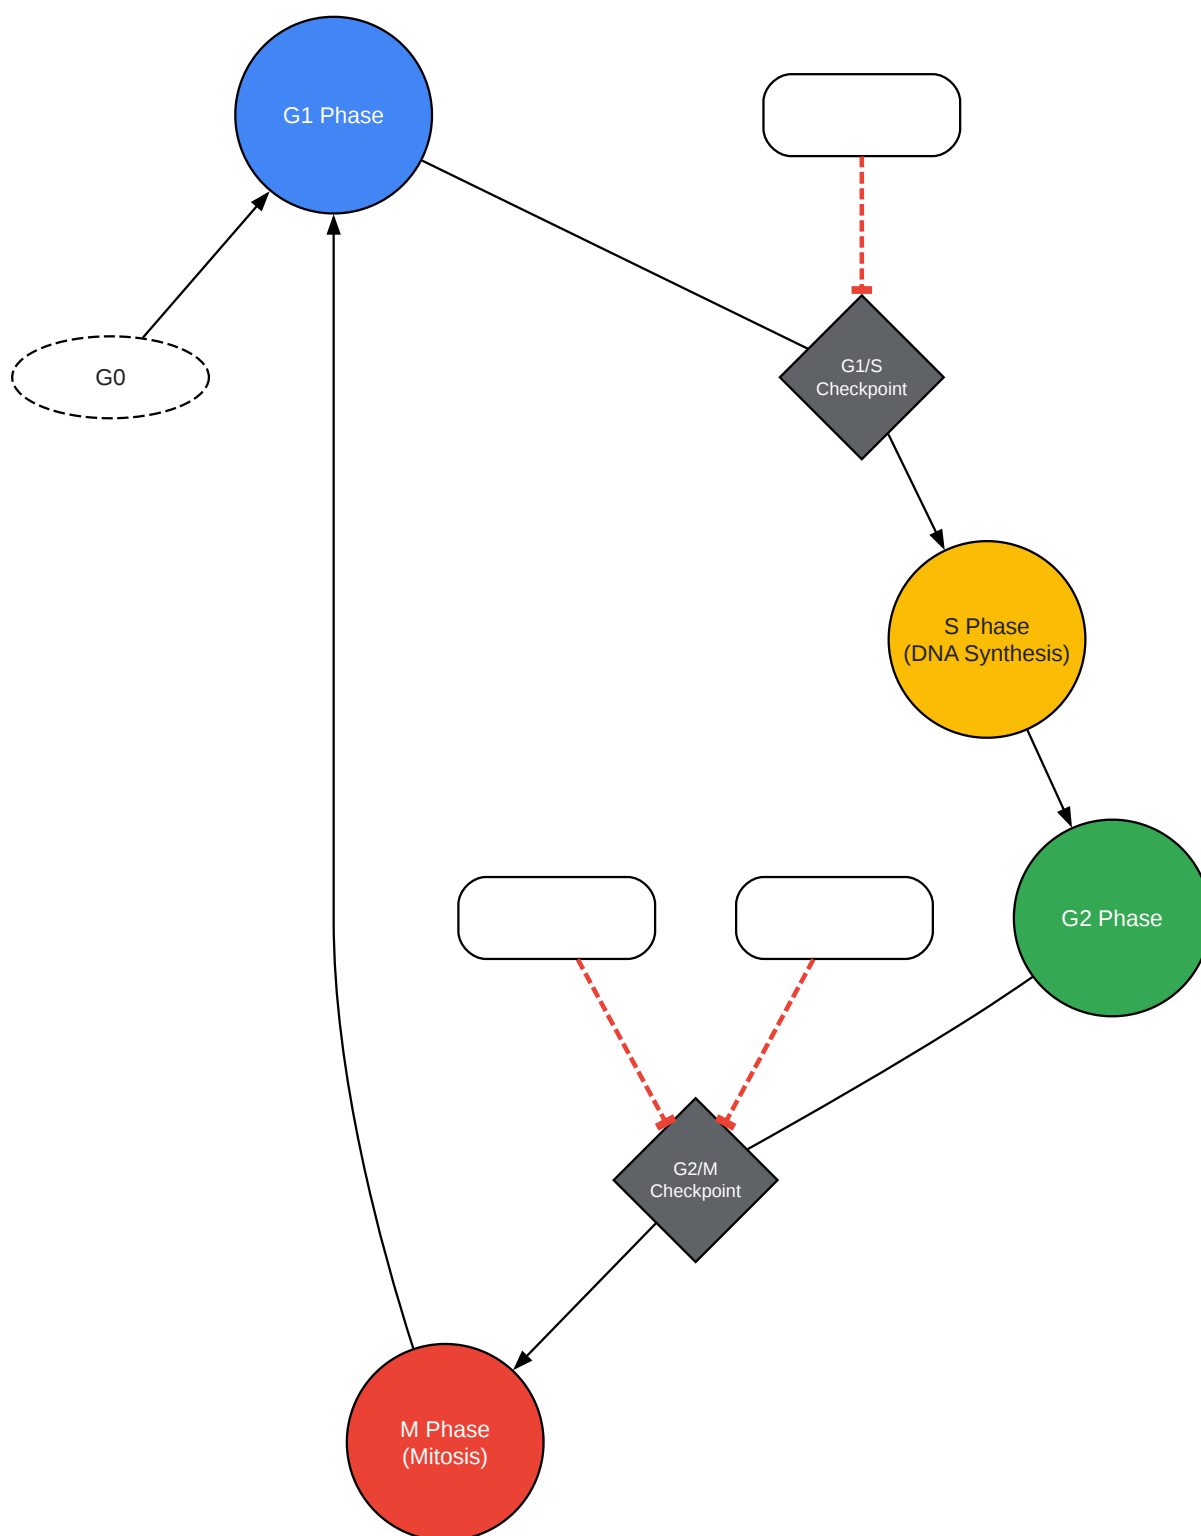 G1 Phase
G0
G1/S
Checkpoint
S Phase
(DNA Synthesis)
G2 Phase
G2/M
Checkpoint
M Phase
(Mitosis)